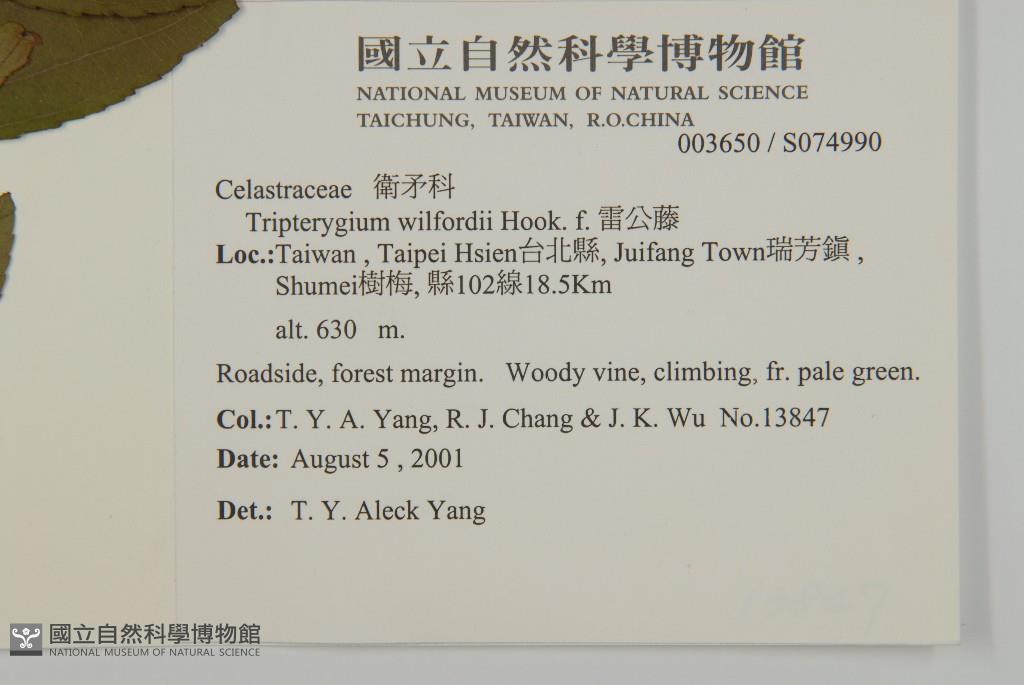 國立自然科學博物館
NATIONAL MUSEUM OF NATURAL SCIENCE
TAICHUNG, TAIWAN, R.O.CHINA
003650 / S074990
Celastraceae 衛矛科
Tripterygium wilfordii Hook. f. 雷公藤
Loc.:Taiwan , Taipei Hsien台北縣, Juifang Town瑞芳鎮 ,
Shumei樹梅, 縣102線18.5Km
alt. 630 m.
Roadside, forest margin. Woody vine, climbing, fr. pale green.
Col.: T. Y. A. Yang, R. J. Chang & J. K. Wu No.13847
Date: August 5 , 2001
Det.: T. Y. Aleck Yang
國立自然科學博物館
NATIONAL MUSEUM OF NATURAL SCIENCE